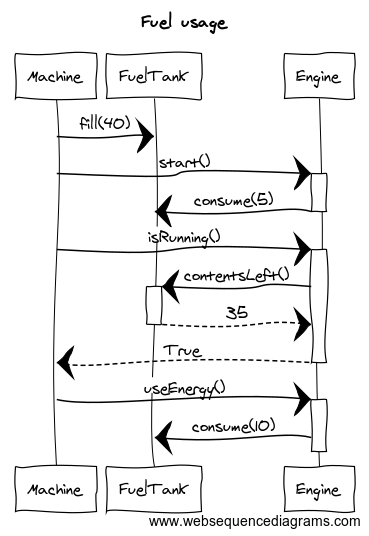 Fuel usage
Machine FuelTank Engine
fill(40)
start()
consume(5)
isRunning()
contentsLeft()
35
True
useEnergy()
consume(10)
Machine FuelTank Engine
www.websequencediagrams.com